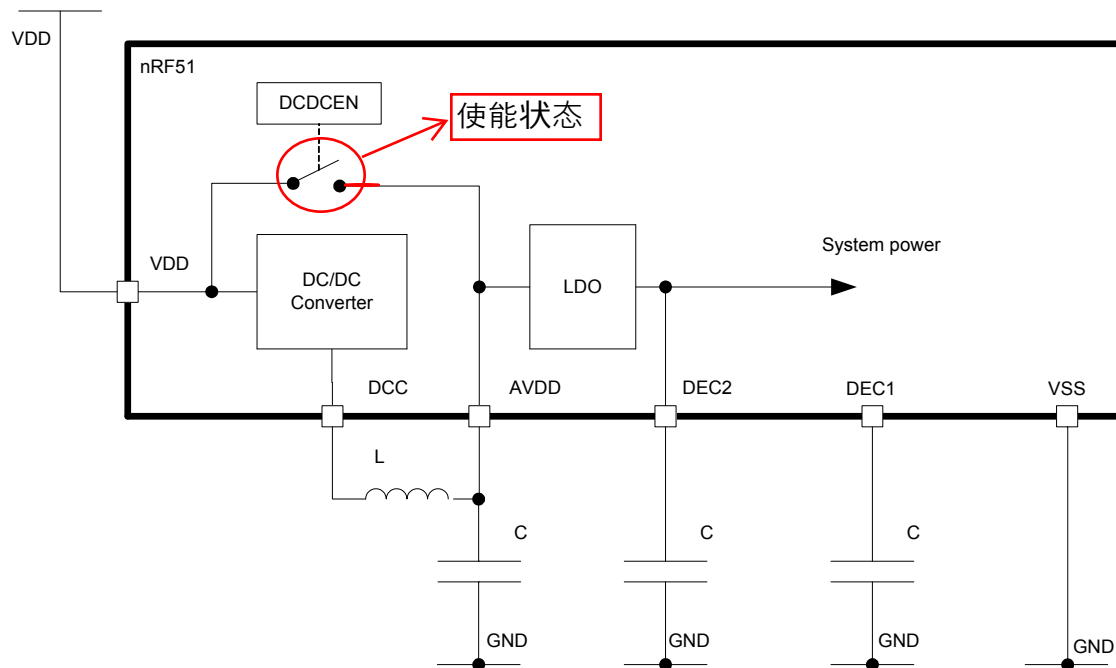 VDD
nRF51
DCDCEN
使能状态
VDD
DC/DC
Converter
LDO
System power
DCC
AVDD
DEC2
DEC1
VSS
L
C
C
C
GND
GND
GND
GND